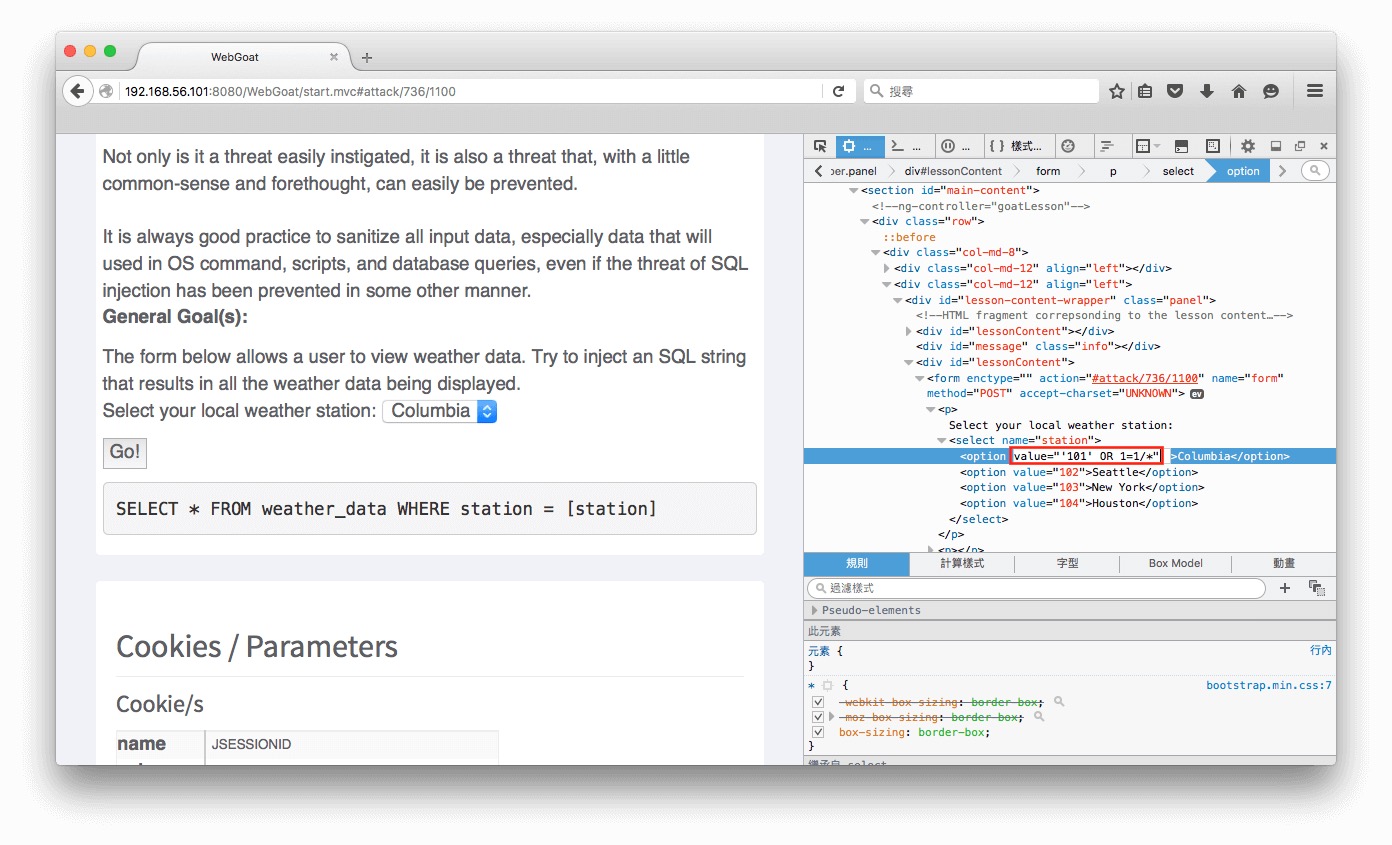 WebGoat
192.168.56.101:8080/WebGoat/start.mvc#attack/736/1100
搜尋
Not only is it a threat easily instigated, it is also a threat that, with a little
common-sense and forethought, can easily be prevented.
It is always good practice to sanitize all input data, especially data that will
used in OS command, scripts, and database queries, even if the threat of SQL
injection has been prevented in some other manner.
General Goal(s):
The form below allows a user to view weather data. Try to inject an SQL string
that results in all the weather data being displayed.
Select your local weather station: Columbia
Go!
SELECT * FROM weather_data WHERE station = [station]
Cookies / Parameters
Cookie/s
name JSESSIONID
... ... ... { } 樣式...
per.panel div#lessonContent form p select option
<section id="main-content">
<!--ng-controller="goatLesson"-->
<div class="row">
::before
<div class="col-md-8">
<div class="col-md-12" align="left"></div>
<div class="col-md-12" align="left">
<div id="lesson-content-wrapper" class="panel">
<!--HTML fragment correpsonding to the lesson content…-->
<div id="lessonContent"></div>
<div id="message" class="info"></div>
<div id="lessonContent">
<form enctype="" action="#attack/736/1100" name="form"
method="POST" accept-charset="UNKNOWN"> ev
<p>
Select your local weather station:
<select name="station">
<option value="'101' OR 1=1/*" >Columbia</option>
<option value="102">Seattle</option>
<option value="103">New York</option>
<option value="104">Houston</option>
</select>
</p>
<p></p>
規則 計算樣式 字型 Box Model 動畫
過濾樣式
Pseudo-elements
此元素
元素 { 行內
}
* { bootstrap.min.css:7
-webkit-box-sizing: border-box;
-moz-box-sizing: border-box;
box-sizing: border-box;
}
繼承自 select